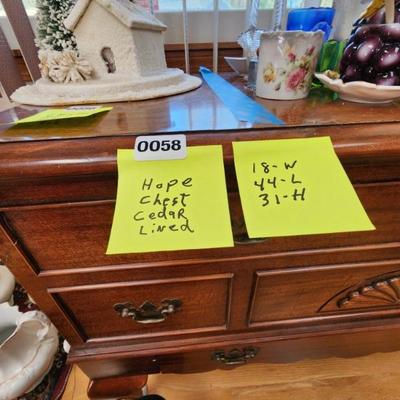 0058
Hope
Chest
Cedar
Lined
18-W
44-L
31-H